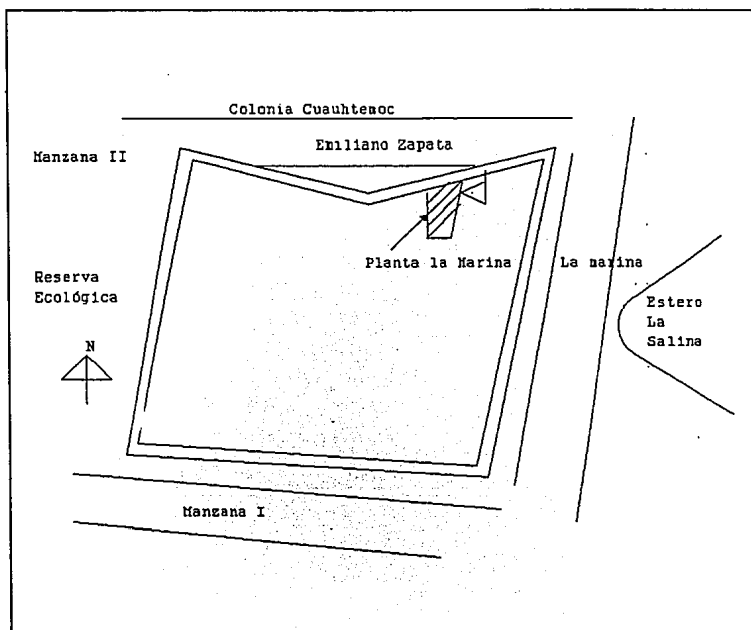 Colonia Cuauhtemoc
Emiliano Zapata
Manzana II
Planta la Marina
La marina
Reserva
Ecológica
Estero
La
Salina
N
Manzana I